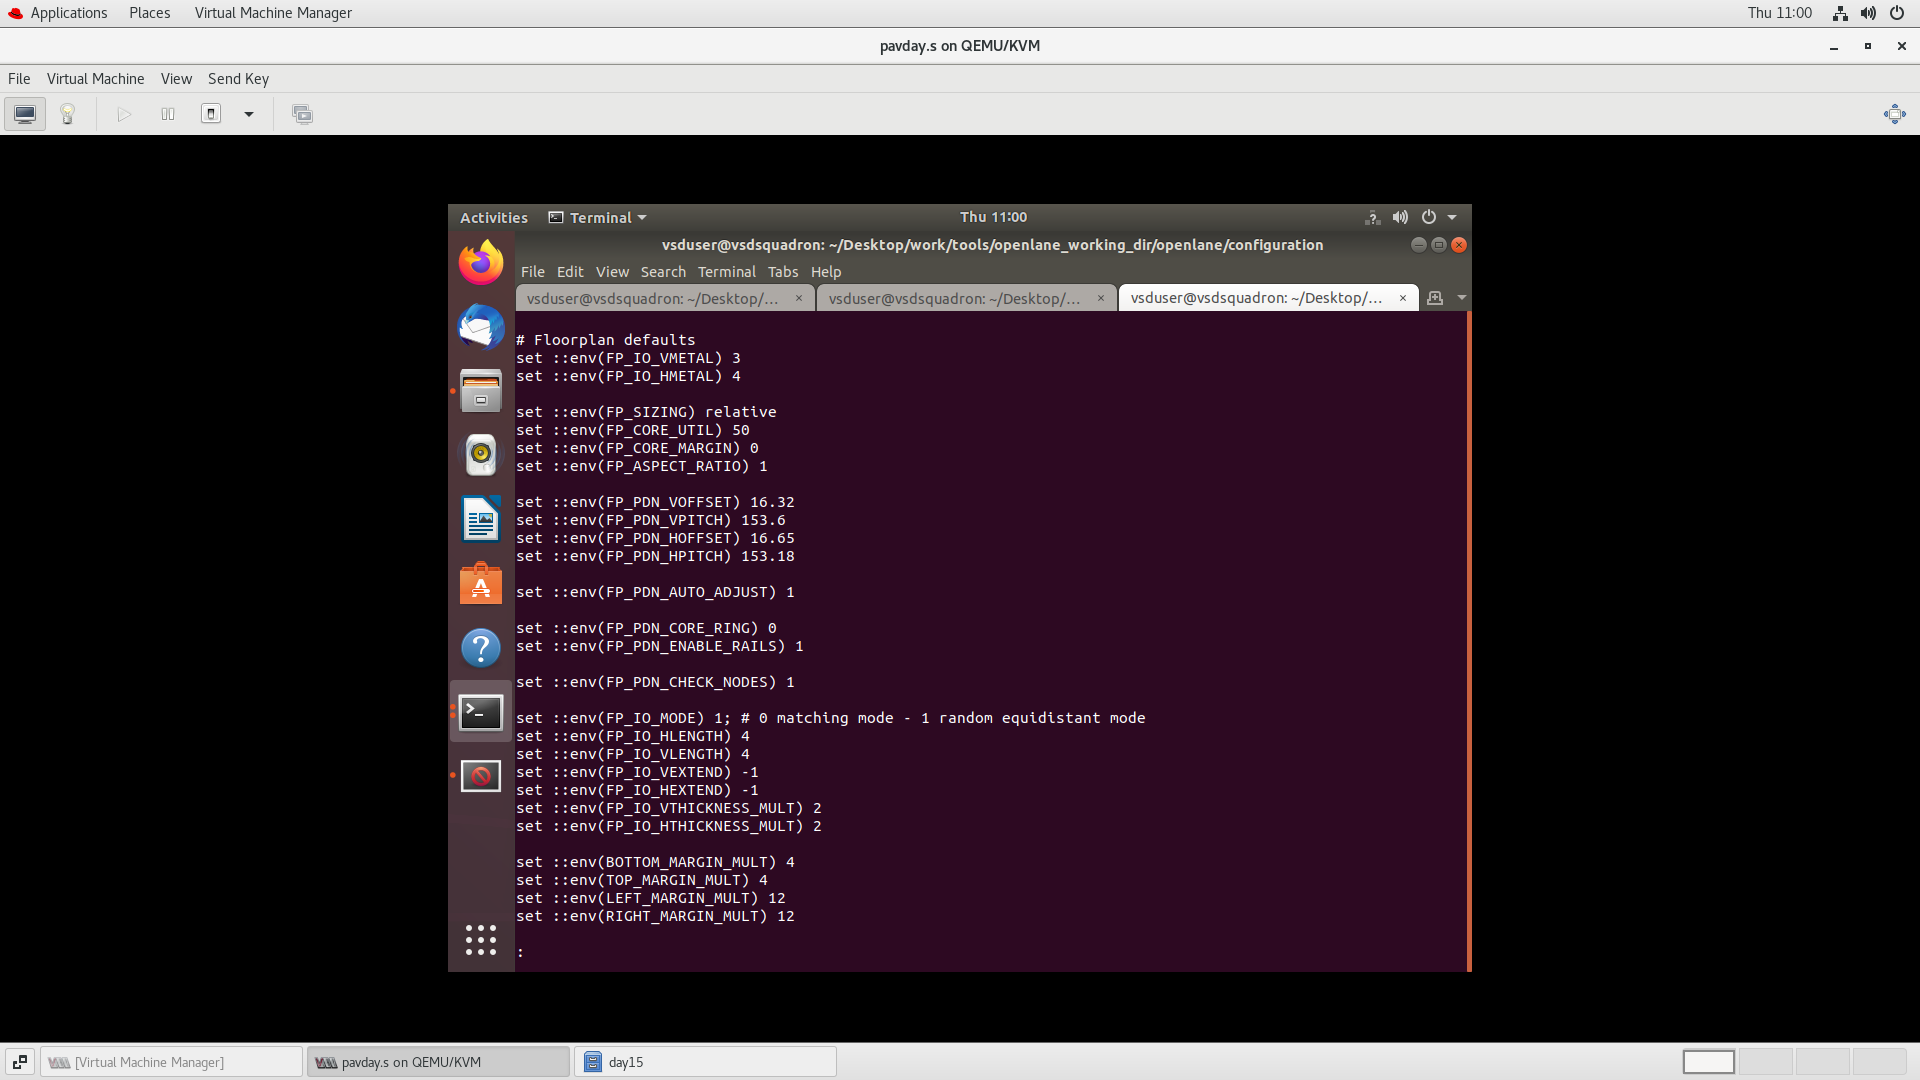 Applications Places Virtual Machine Manager Thu 11:00
pavday.s on QEMU/KVM
File Virtual Machine View Send Key
Activities Terminal Thu 11:00
vsduser@vsdsquadron: ~/Desktop/work/tools/openlane_working_dir/openlane/configuration
File Edit View Search Terminal Tabs Help
vsduser@vsdsquadron: ~/Desktop/... × vsduser@vsdsquadron: ~/Desktop/... × vsduser@vsdsquadron: ~/Desktop/... ×
# Floorplan defaults
set ::env(FP_IO_VMETAL) 3
set ::env(FP_IO_HMETAL) 4
set ::env(FP_SIZING) relative
set ::env(FP_CORE_UTIL) 50
set ::env(FP_CORE_MARGIN) 0
set ::env(FP_ASPECT_RATIO) 1
set ::env(FP_PDN_VOFFSET) 16.32
set ::env(FP_PDN_VPITCH) 153.6
set ::env(FP_PDN_HOFFSET) 16.65
set ::env(FP_PDN_HPITCH) 153.18
set ::env(FP_PDN_AUTO_ADJUST) 1
set ::env(FP_PDN_CORE_RING) 0
set ::env(FP_PDN_ENABLE_RAILS) 1
set ::env(FP_PDN_CHECK_NODES) 1
set ::env(FP_IO_MODE) 1; # 0 matching mode - 1 random equidistant mode
set ::env(FP_IO_HLENGTH) 4
set ::env(FP_IO_VLENGTH) 4
set ::env(FP_IO_VEXTEND) -1
set ::env(FP_IO_HEXTEND) -1
set ::env(FP_IO_VTHICKNESS_MULT) 2
set ::env(FP_IO_HTHICKNESS_MULT) 2
set ::env(BOTTOM_MARGIN_MULT) 4
set ::env(TOP_MARGIN_MULT) 4
set ::env(LEFT_MARGIN_MULT) 12
set ::env(RIGHT_MARGIN_MULT) 12
:
[Virtual Machine Manager] pavday.s on QEMU/KVM day15